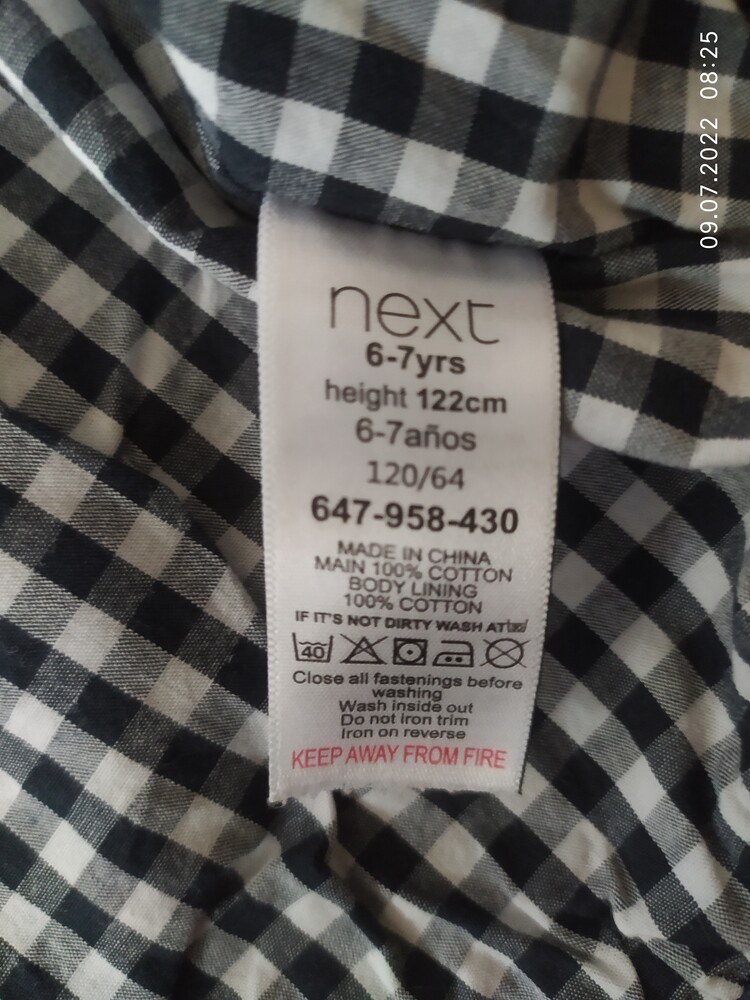 09.07.2022 08:25
next
6-7yrs
height 122cm
6-7años
120/64
647-958-430
MADE IN CHINA
MAIN 100% COTTON
BODY LINING
100% COTTON
IF IT'S NOT DIRTY WASH AT
40
Close all fastenings before
washing
Wash inside out
Do not iron trim
Iron on reverse
KEEP AWAY FROM FIRE